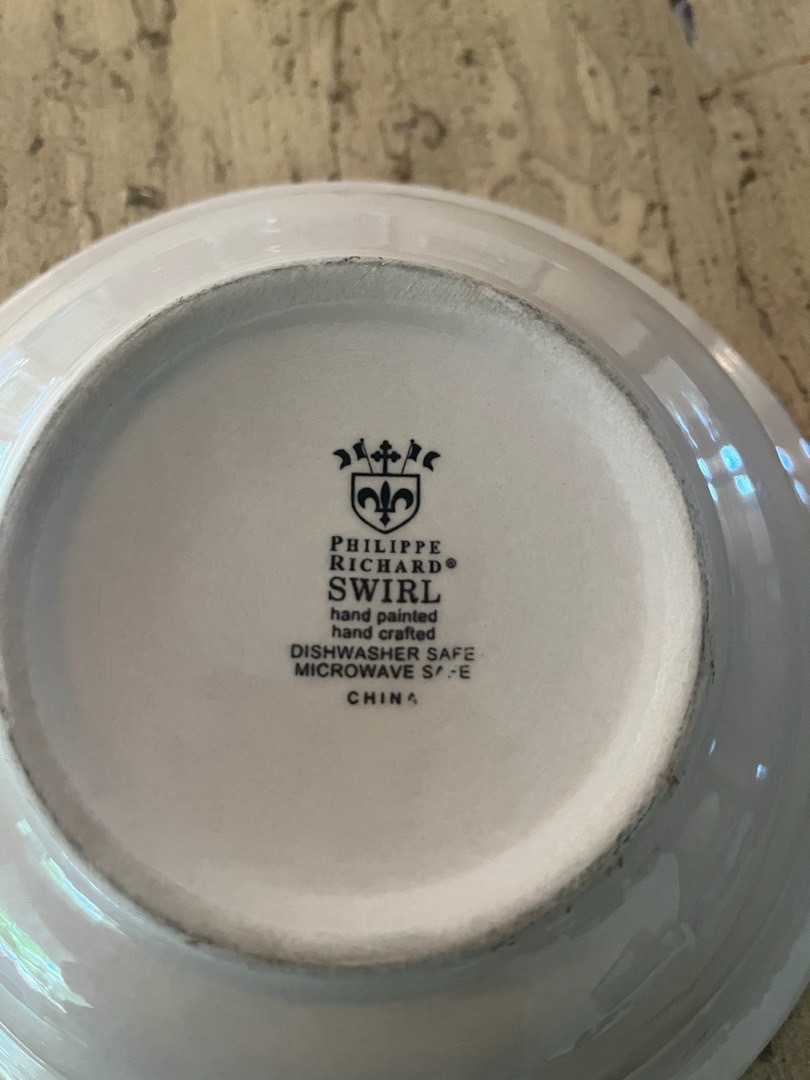 PHILIPPE
RICHARD®
SWIRL
hand painted
hand crafted
DISHWASHER SAFE
MICROWAVE SAFE
CHINA